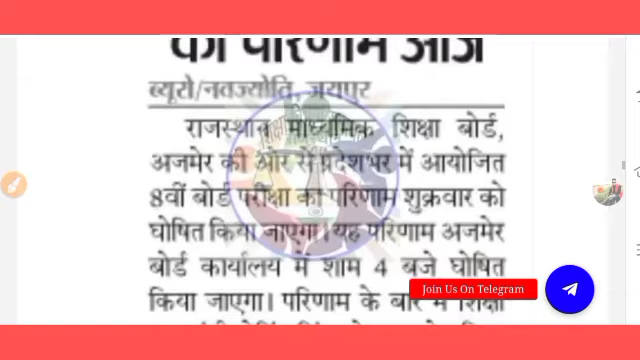 का परिणाम आज
ब्यूरो/नवज्योति, जयपुर
राजस्थान माध्यमिक शिक्षा बोर्ड,
अजमेर की ओर से प्रदेशभर में आयोजित
8वीं बोर्ड परीक्षा का परिणाम शुक्रवार को
घोषित किया जाएगा। यह परिणाम अजमेर
बोर्ड कार्यालय में शाम 4 बजे घोषित
किया जाएगा। परिणाम के बारे में शिक्षा
Join Us On Telegram